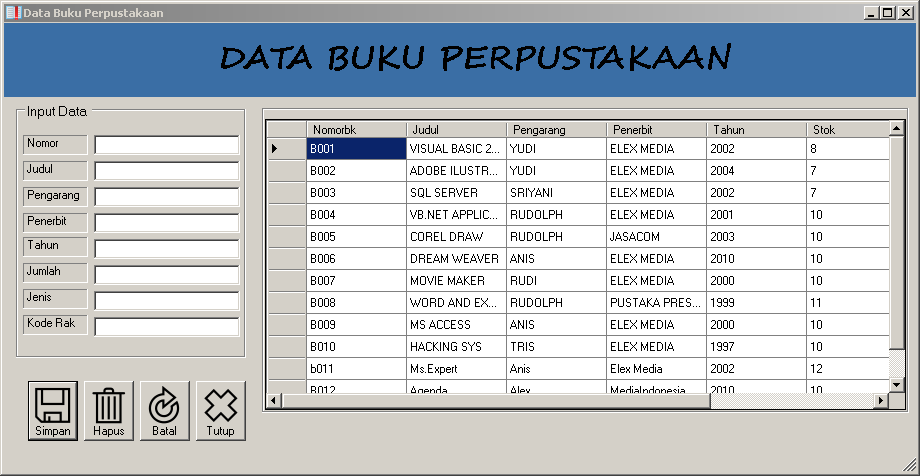 Data Buku Perpustakaan
DATA BUKU PERPUSTAKAAN
Input Data
Nomor
Judul
Pengarang
Penerbit
Tahun
Jumlah
Jenis
Kode Rak
Simpan Hapus Batal Tutup
Nomorbk Judul Pengarang Penerbit Tahun Stok
B001 VISUAL BASIC 2... YUDI ELEX MEDIA 2002 8
B002 ADOBE ILUSTR... YUDI ELEX MEDIA 2004 7
B003 SQL SERVER SRIYANI ELEX MEDIA 2002 7
B004 VB.NET APPLIC... RUDOLPH ELEX MEDIA 2001 10
B005 COREL DRAW RUDOLPH JASACOM 2003 10
B006 DREAM WEAVER ANIS ELEX MEDIA 2010 10
B007 MOVIE MAKER RUDI ELEX MEDIA 2000 10
B008 WORD AND EX... RUDOLPH PUSTAKA PRES... 1999 11
B009 MS ACCESS ANIS ELEX MEDIA 2000 10
B010 HACKING SYS TRIS ELEX MEDIA 1997 10
b011 Ms.Expert Anis Elex Media 2002 12
B012 Agenda Alex MediaIndonesia 2010 10